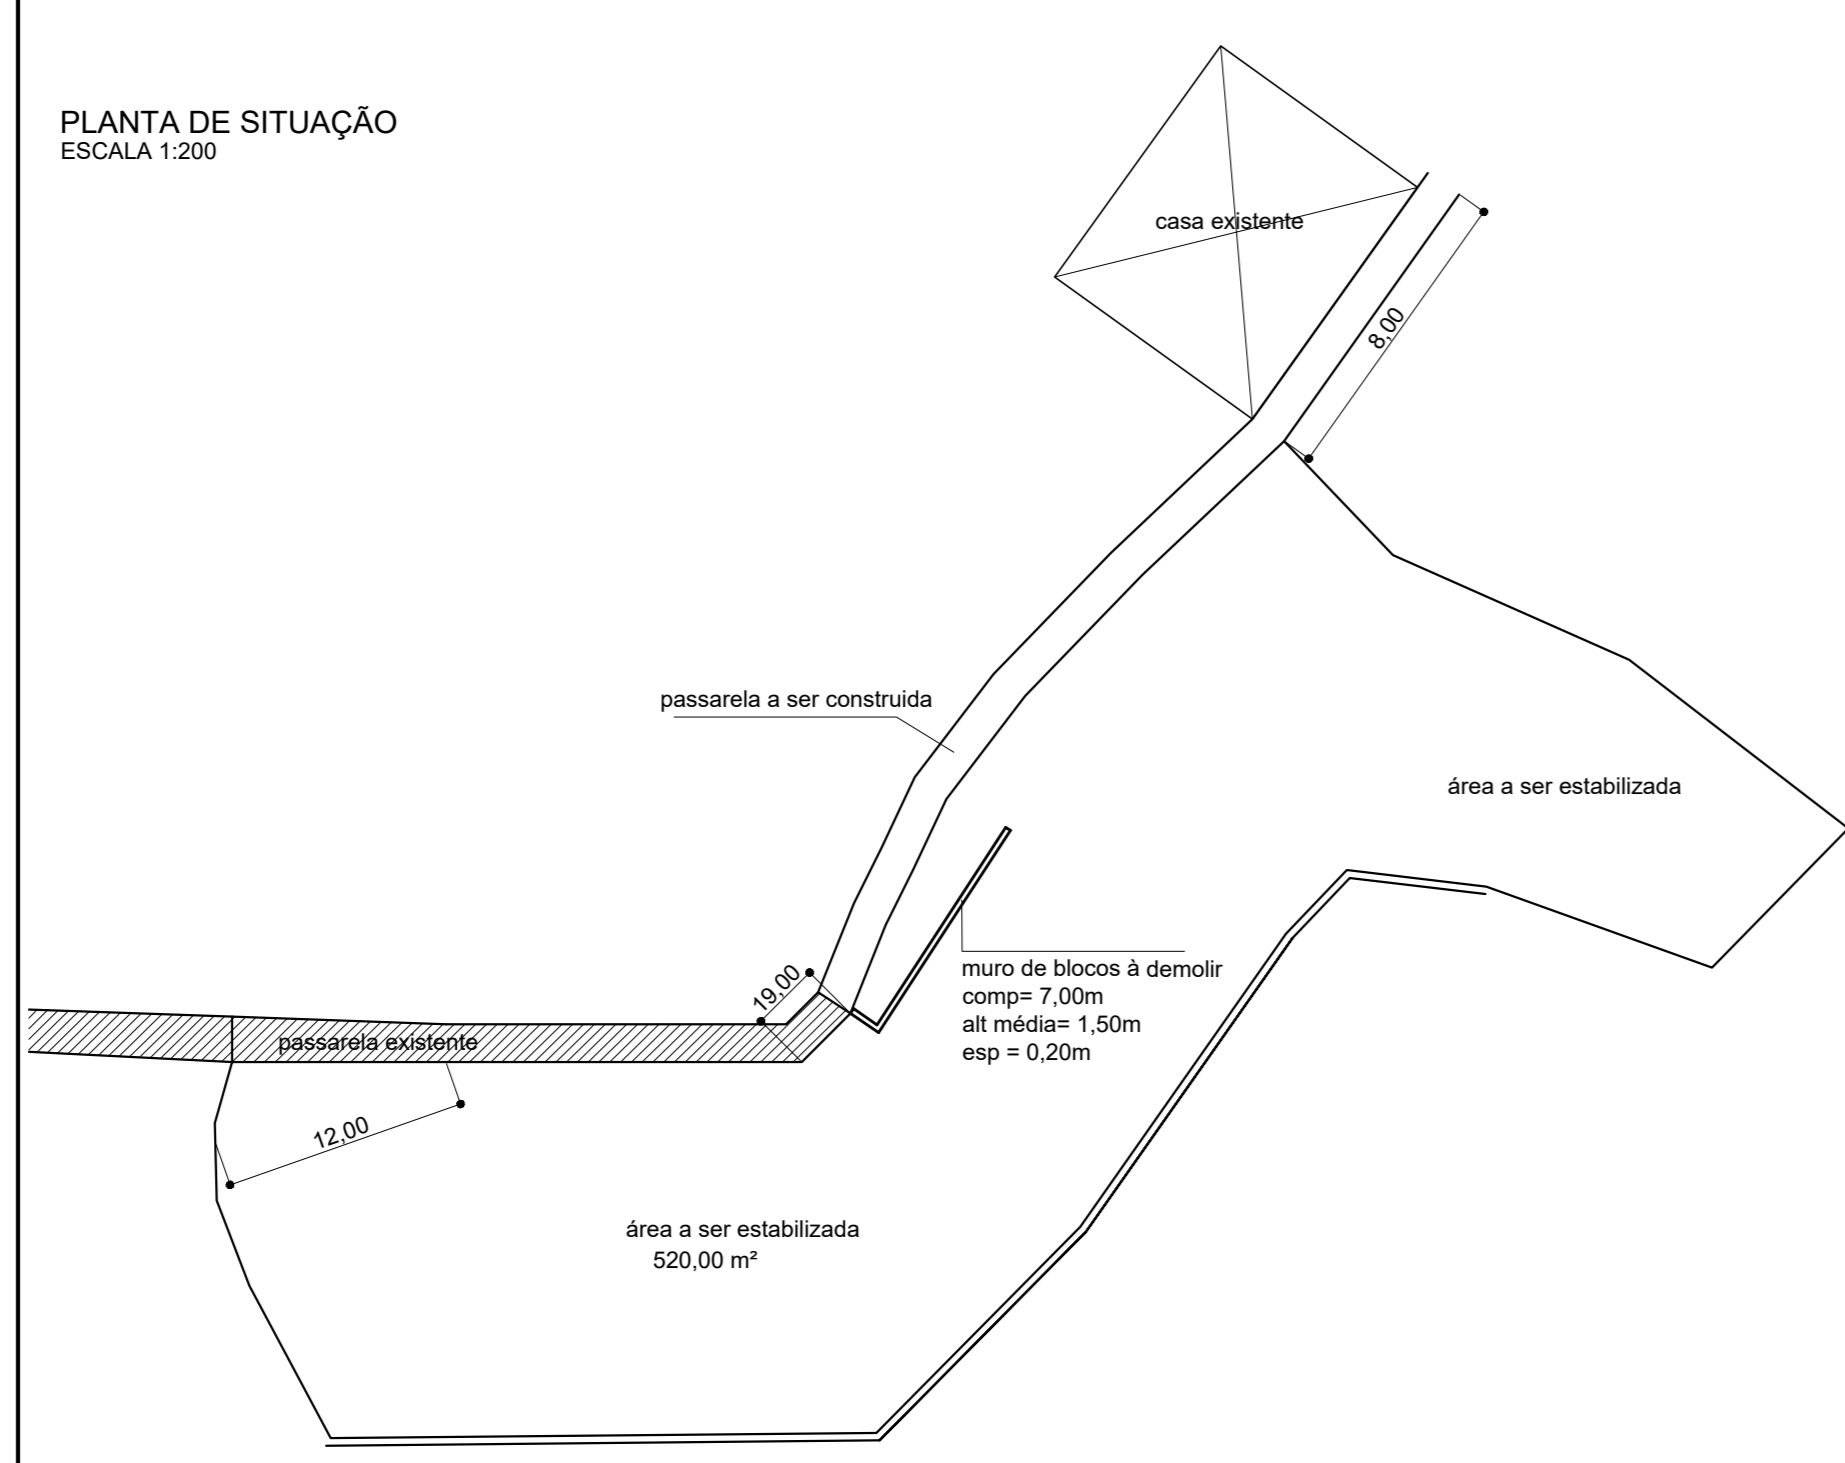 PLANTA DE SITUAÇÃO
ESCALA 1:200
casa existente
8,00
passarela a ser construida
área a ser estabilizada
19,00
muro de blocos à demolir
comp= 7,00m
alt média= 1,50m
esp = 0,20m
passarela existente
12,00
área a ser estabilizada
520,00 m²